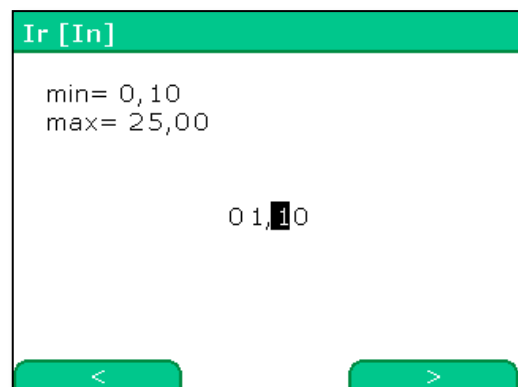 Ir [In]
min= 0,10
max= 25,00
01,10
< >